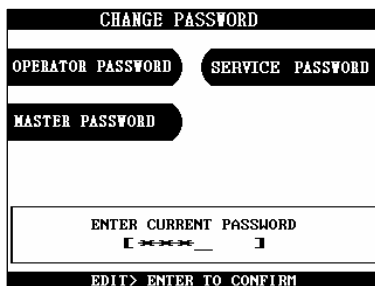 CHANGE PASSWORD
OPERATOR PASSWORD SERVICE PASSWORD
MASTER PASSWORD
ENTER CURRENT PASSWORD
[****_ ]
EDIT> ENTER TO CONFIRM